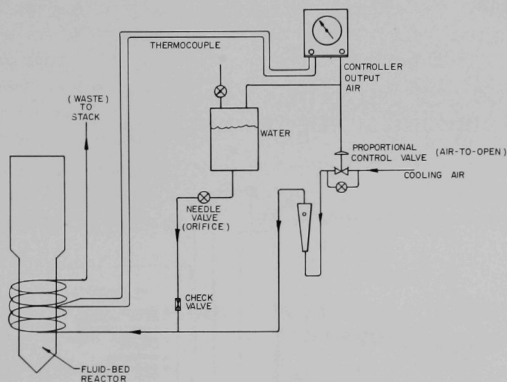 THERMOCOUPLE
CONTROLLER
OUTPUT
AIR
(WASTE)
TO
STACK
WATER
PROPORTIONAL (AIR-TO-OPEN)
CONTROL VALVE
COOLING AIR
NEEDLE
VALVE
(ORIFICE)
CHECK
VALVE
FLUID-BED
REACTOR